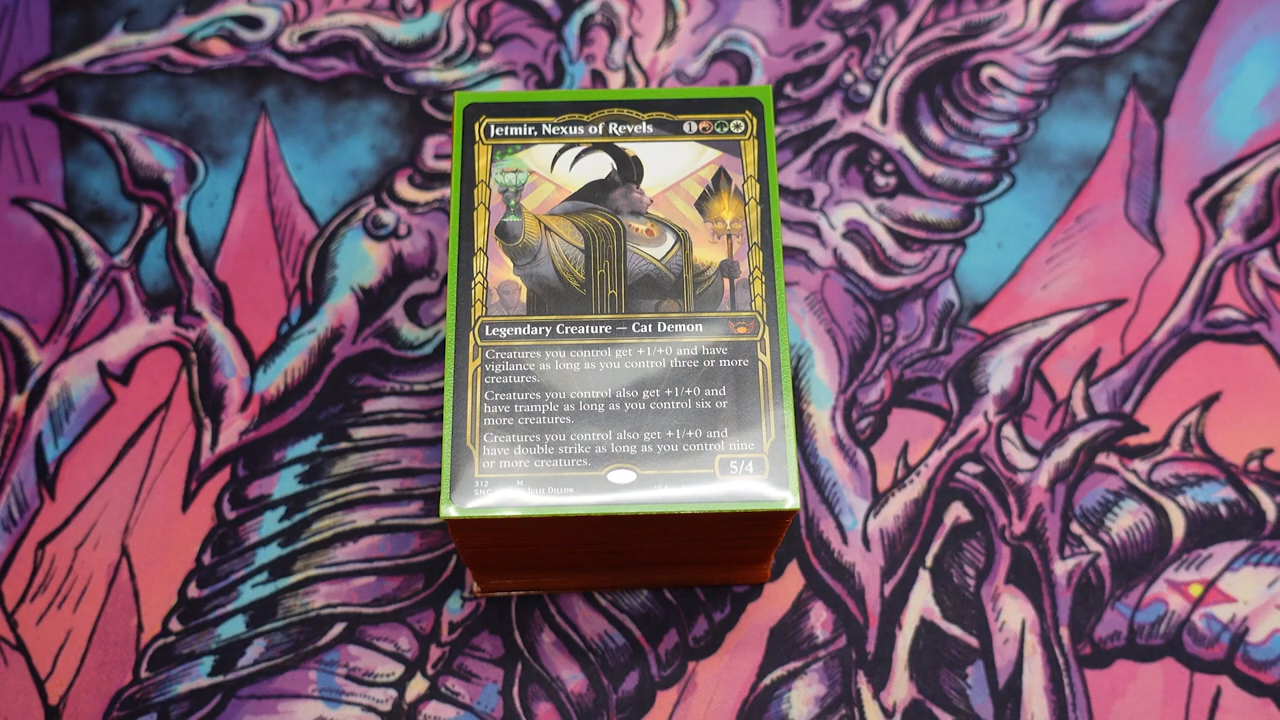 Jetmir, Nexus of Revels 1
Legendary Creature — Cat Demon
Creatures you control get +1/+0 and have
vigilance as long as you control three or more
creatures.
Creatures you control also get +1/+0 and
have trample as long as you control six or
more creatures.
Creatures you control also get +1/+0 and
have double strike as long as you control nine
or more creatures.
5/4
312 M
SNC Julie Dillon